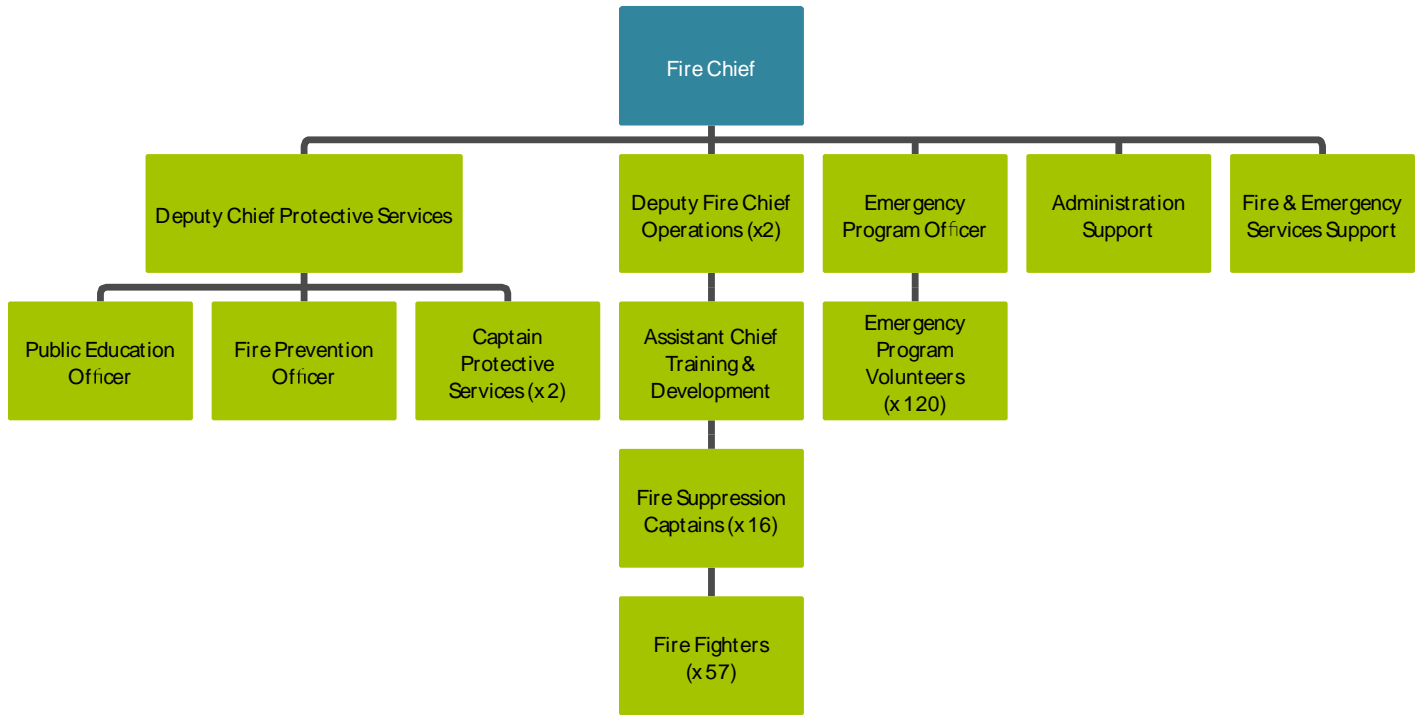 Fire Chief
Deputy Chief Protective Services
Deputy Fire Chief
Operations (x2)
Emergency
Program Officer
Administration
Support
Fire & Emergency
Services Support
Public Education
Officer
Fire Prevention
Officer
Captain
Protective
Services (x 2)
Assistant Chief
Training &
Development
Emergency
Program
Volunteers
(x 120)
Fire Suppression
Captains (x 16)
Fire Fighters
(x 57)